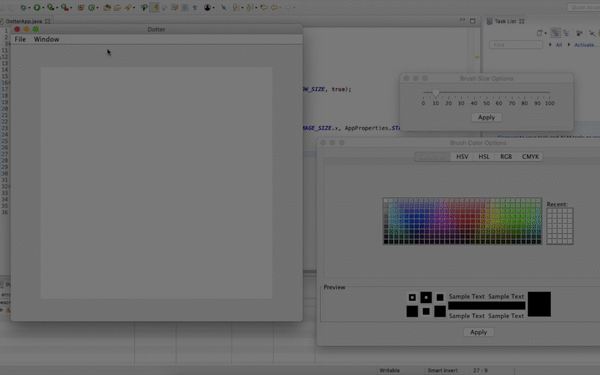 DotterApp.java
Dotter
File Window
Task List
Find
All
Activate...
Brush Size Options
0 10 20 30 40 50 60 70 80 90 100
Apply
N_SIZE, true);
MAGE_SIZE.x, AppProperties.STA
Brush Color Options
HSV HSL RGB CMYK
Recent:
Preview
Sample Text Sample Text
Sample Text Sample Text
Apply
Writable Smart Insert 27 : 9